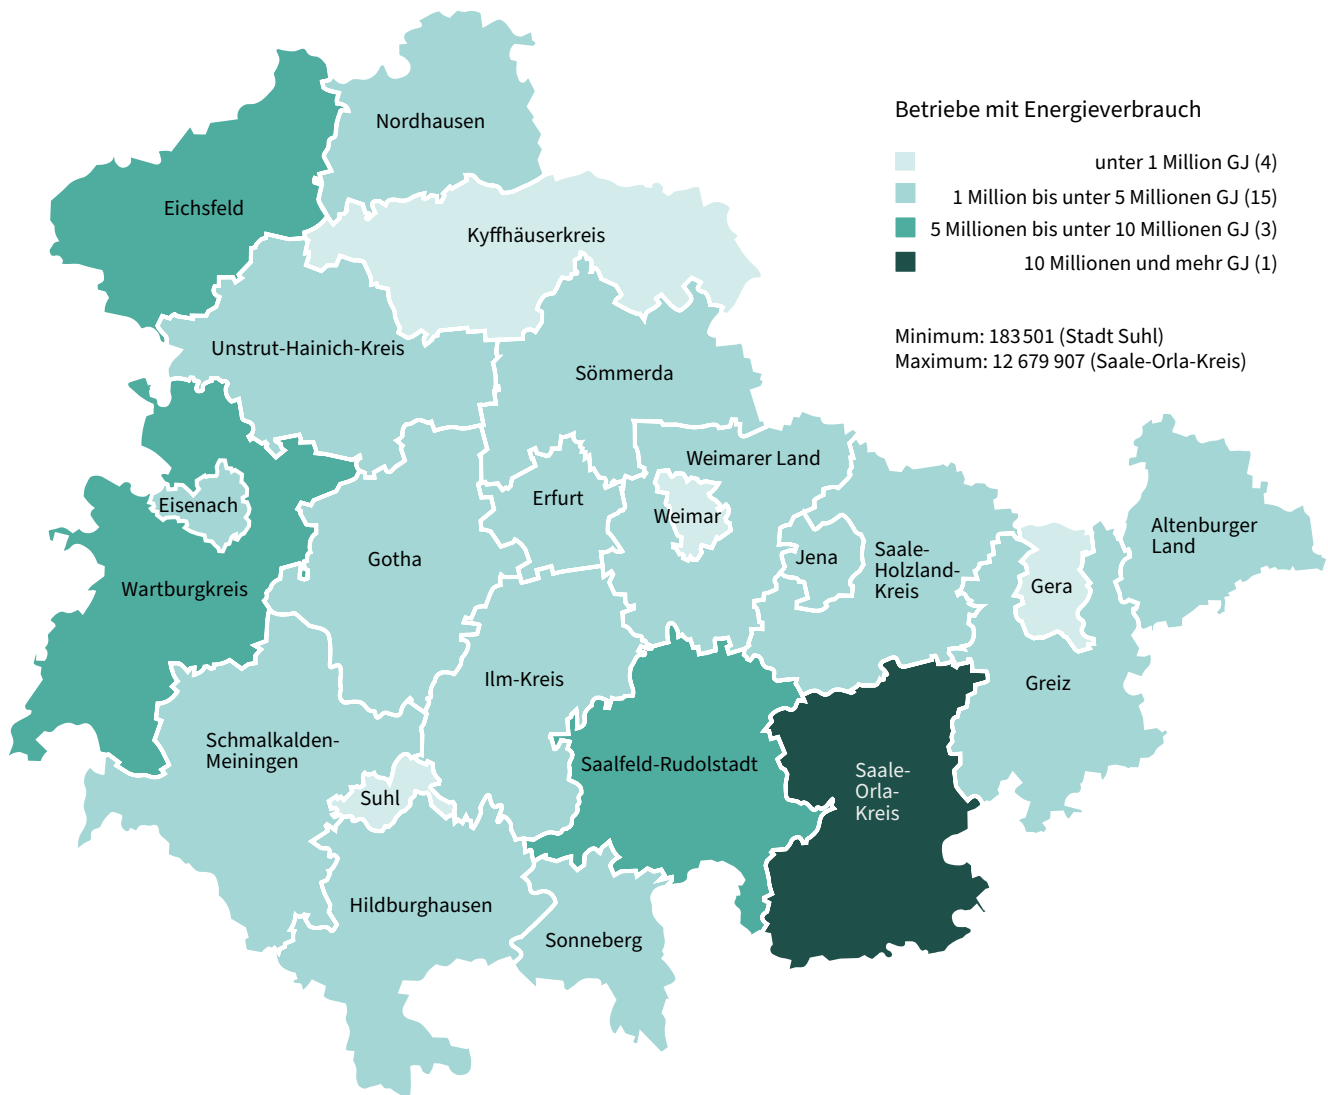 Nordhausen
Betriebe mit Energieverbrauch
unter 1 Million GJ (4)
1 Million bis unter 5 Millionen GJ (15)
5 Millionen bis unter 10 Millionen GJ (3)
10 Millionen und mehr GJ (1)
Minimum: 183 501 (Stadt Suhl)
Maximum: 12 679 907 (Saale-Orla-Kreis)
Eichsfeld
Kyffhäuserkreis
Unstrut-Hainich-Kreis
Sömmerda
Weimarer Land
Eisenach
Erfurt
Weimar
Altenburger
Land
Gotha
Jena
Saale-
Holzland-
Kreis
Gera
Wartburgkreis
Ilm-Kreis
Greiz
Schmalkalden-
Meiningen
Saalfeld-Rudolstadt
Saale-
Orla-
Kreis
Suhl
Hildburghausen
Sonneberg